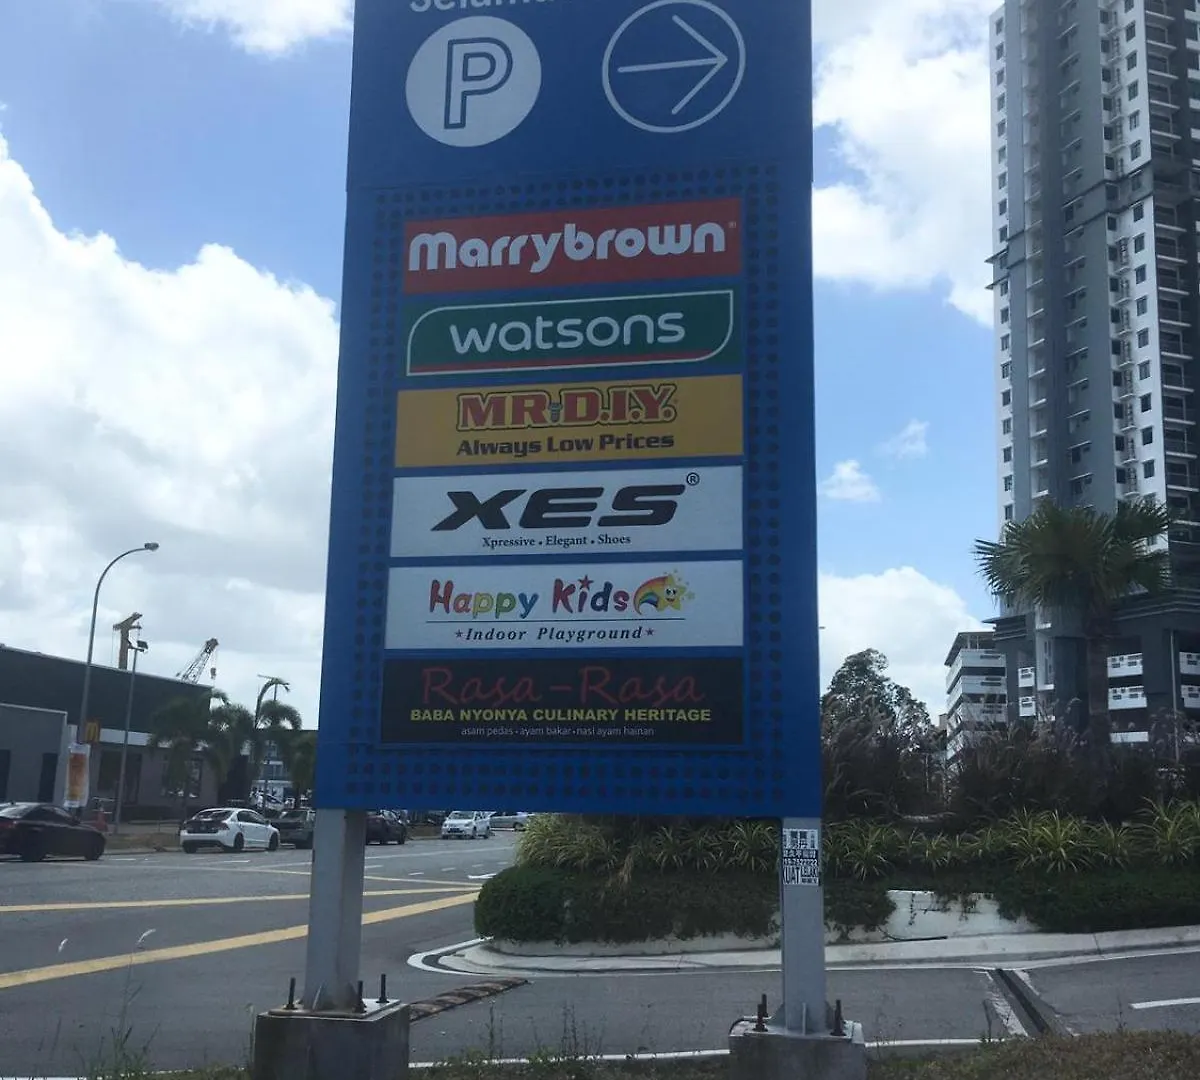 P
Marrybrown®
watsons
MR.D.I.Y.
Always Low Prices
XES®
Xpressive . Elegant . Shoes
Happy Kids
Indoor Playground
Rasa-Rasa
BABA NYONYA CULINARY HERITAGE
asam pedas - ayam bakar - nasi ayam hainan